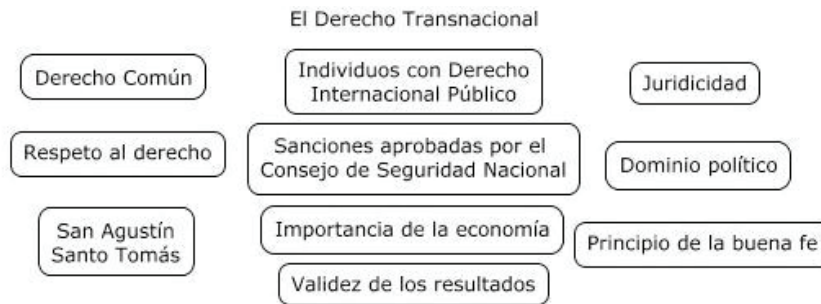 El Derecho Transnacional
Derecho Común
Individuos con Derecho
Internacional Público
Juridicidad
Respeto al derecho
Sanciones aprobadas por el
Consejo de Seguridad Nacional
Dominio político
San Agustín
Santo Tomás
Importancia de la economía
Principio de la buena fe
Validez de los resultados